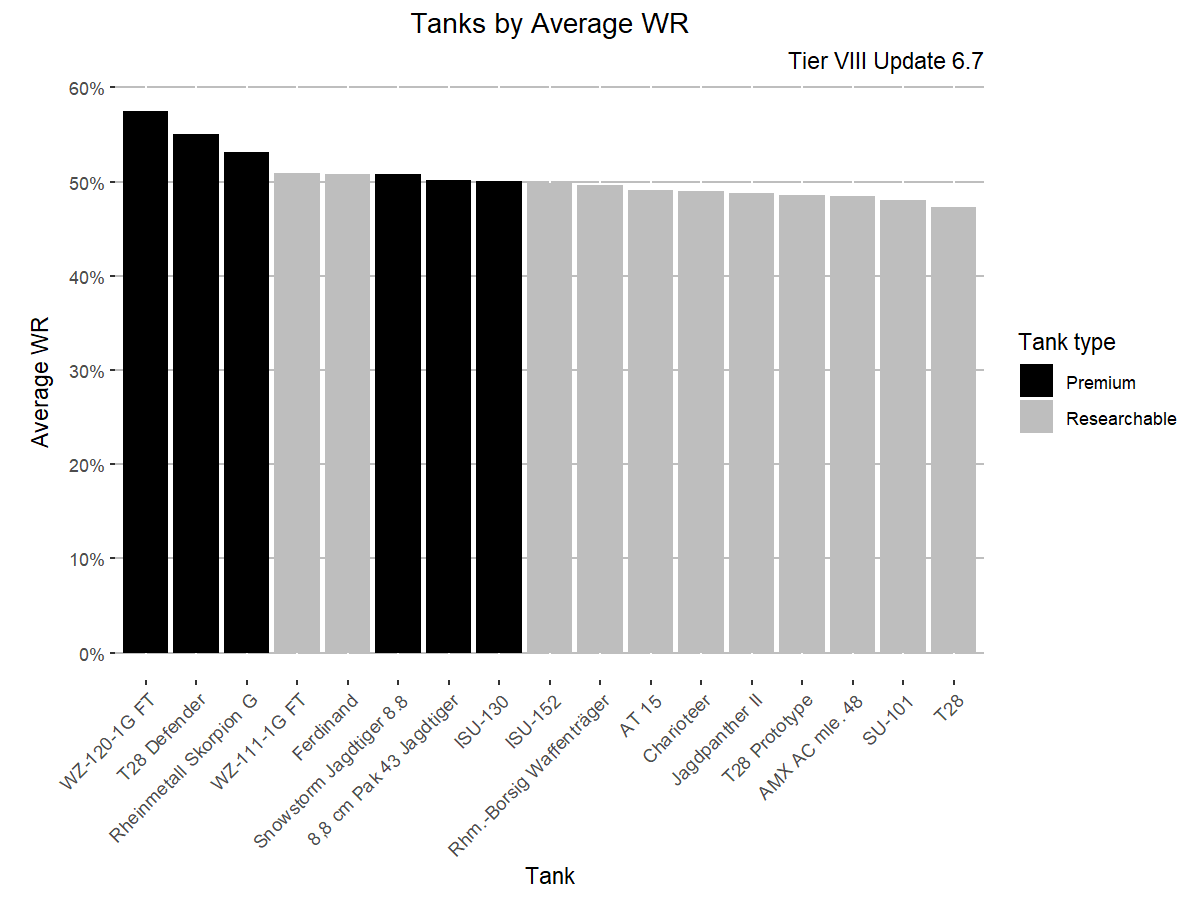 Tanks by Average WR
Tier VIII Update 6.7
60%
50%
40%
30%
20%
10%
0%
Average WR
WZ-120-1G FT
T28 Defender
Rheinmetall Skorpion G
WZ-111-1G FT
Ferdinand
Snowstorm Jagdtiger 8.8
8,8 cm Pak 43 Jagdtiger
ISU-130
ISU-152
Rhm.-Borsig Waffenträger
AT 15
Charioteer
Jagdpanther II
T28 Prototype
AMX AC mle. 48
SU-101
T28
Tank
Tank type
Premium
Researchable